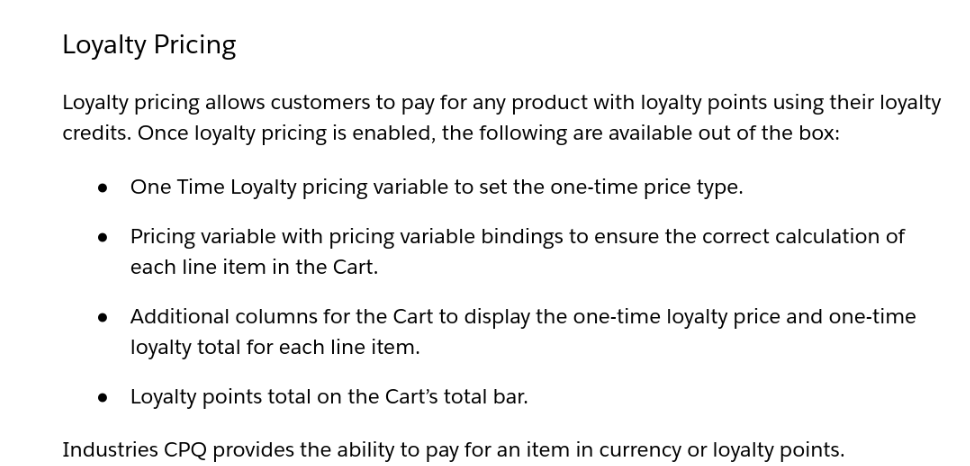 Loyalty Pricing
Loyalty pricing allows customers to pay for any product with loyalty points using their loyalty
credits. Once loyalty pricing is enabled, the following are available out of the box:
● One Time Loyalty pricing variable to set the one-time price type.
● Pricing variable with pricing variable bindings to ensure the correct calculation of
each line item in the Cart.
● Additional columns for the Cart to display the one-time loyalty price and one-time
loyalty total for each line item.
● Loyalty points total on the Cart’s total bar.
Industries CPQ provides the ability to pay for an item in currency or loyalty points.